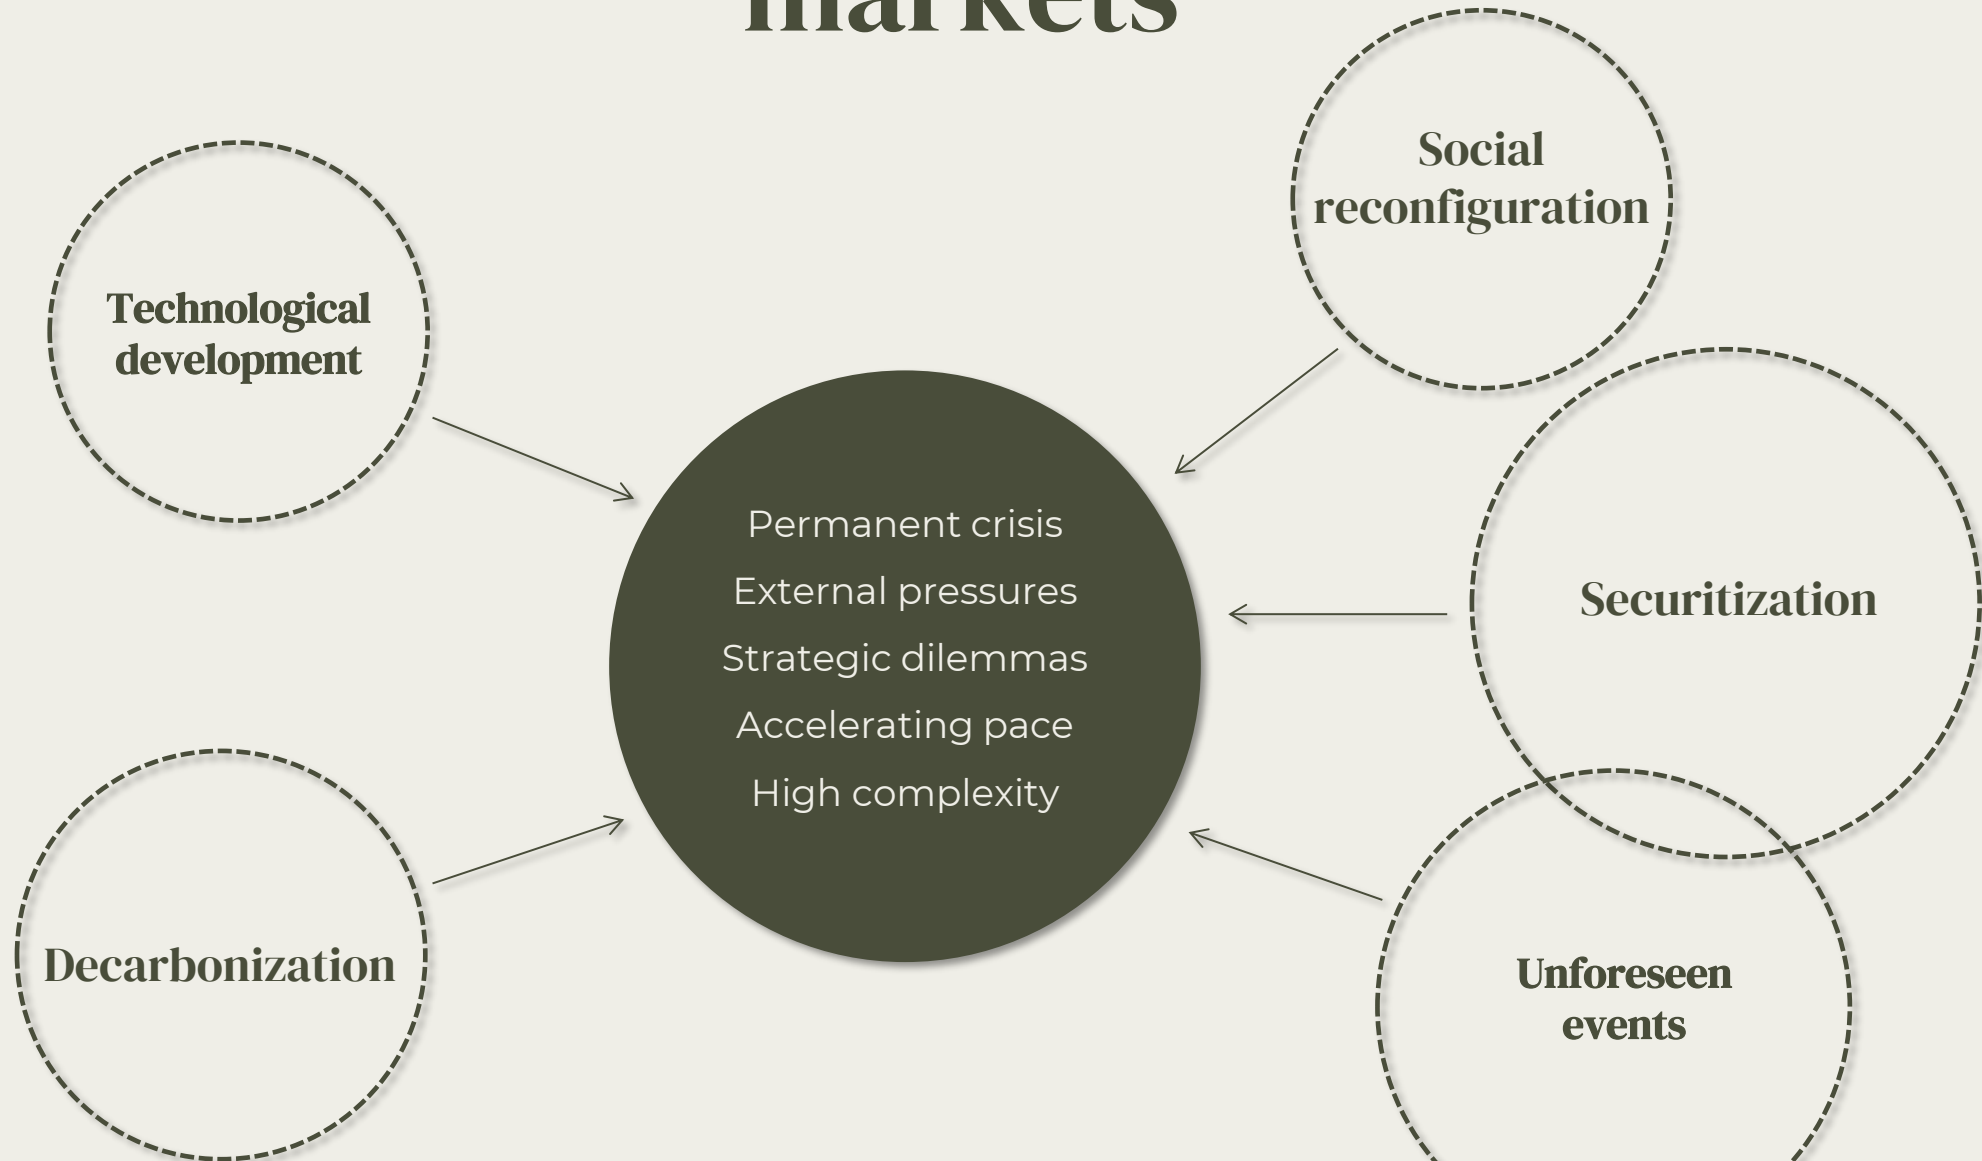 markets
Social
reconfiguration
Technological
development
Permanent crisis
External pressures
Strategic dilemmas
Accelerating pace
High complexity
Securitization
Decarbonization
Unforeseen
events